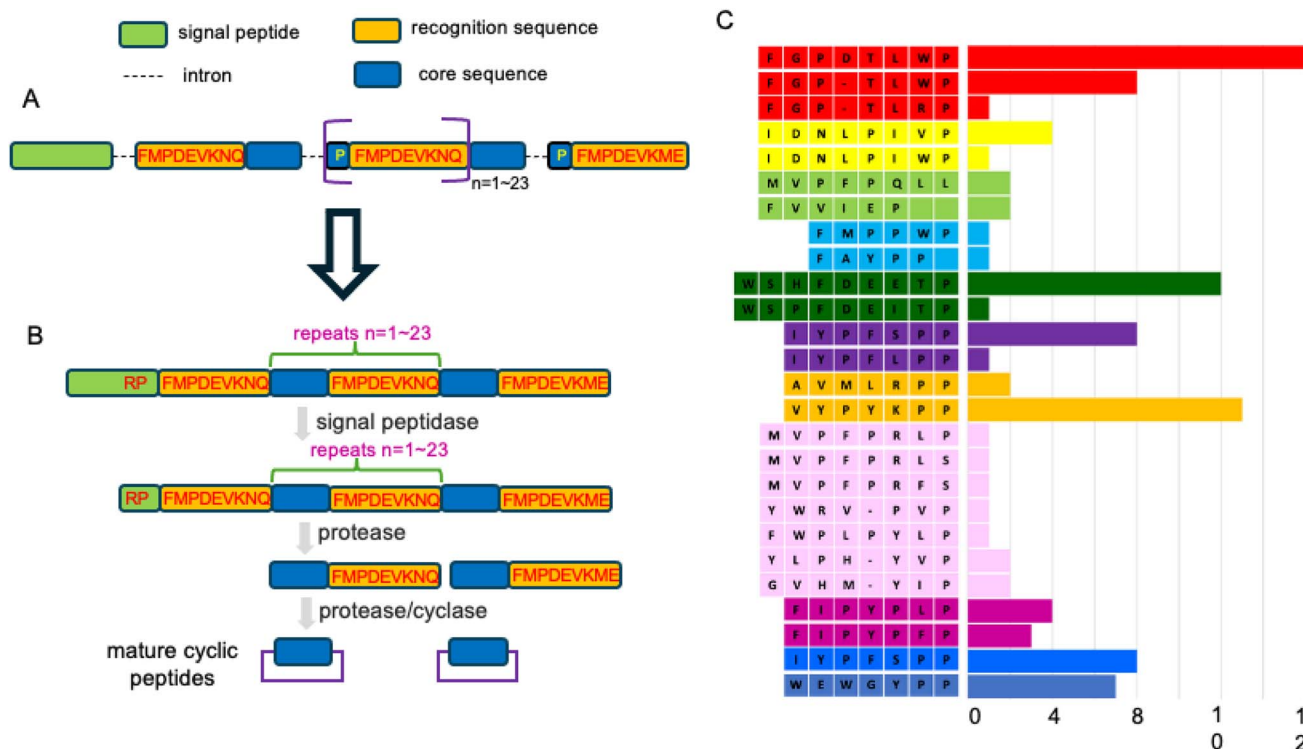 signal peptide
recognition sequence
intron
core sequence
A
FMPDEVKNQ
P
FMPDEVKNQ
P
FMPDEVKME
n=1~23
B
repeats n=1~23
RP
FMPDEVKNQ
FMPDEVKNQ
FMPDEVKME
signal peptidase
repeats n=1~23
RP
FMPDEVKNQ
FMPDEVKNQ
FMPDEVKME
protease
FMPDEVKNQ
FMPDEVKME
protease/cyclase
mature cyclic
peptides
C
F G P D T L W P
F G P - T L W P
F G P - T L R P
I D N L P I V P
I D N L P I W P
M V P F P Q L L
F V V I E P
F M P P W P
F A Y P P
W S H F D E E T P
W S P F D E I T P
I Y P F S P P
I Y P F L P P
A V M L R P P
V Y P Y K P P
M V P F P R L P
M V P F P R L S
M V P F P R F S
Y W R V - P V P
F W P L P Y L P
Y L P H - Y V P
G V H M - Y I P
F I P Y P L P
F I P Y P F P
I Y P F S P P
W E W G Y P P
0 4 8 1 1
0 2